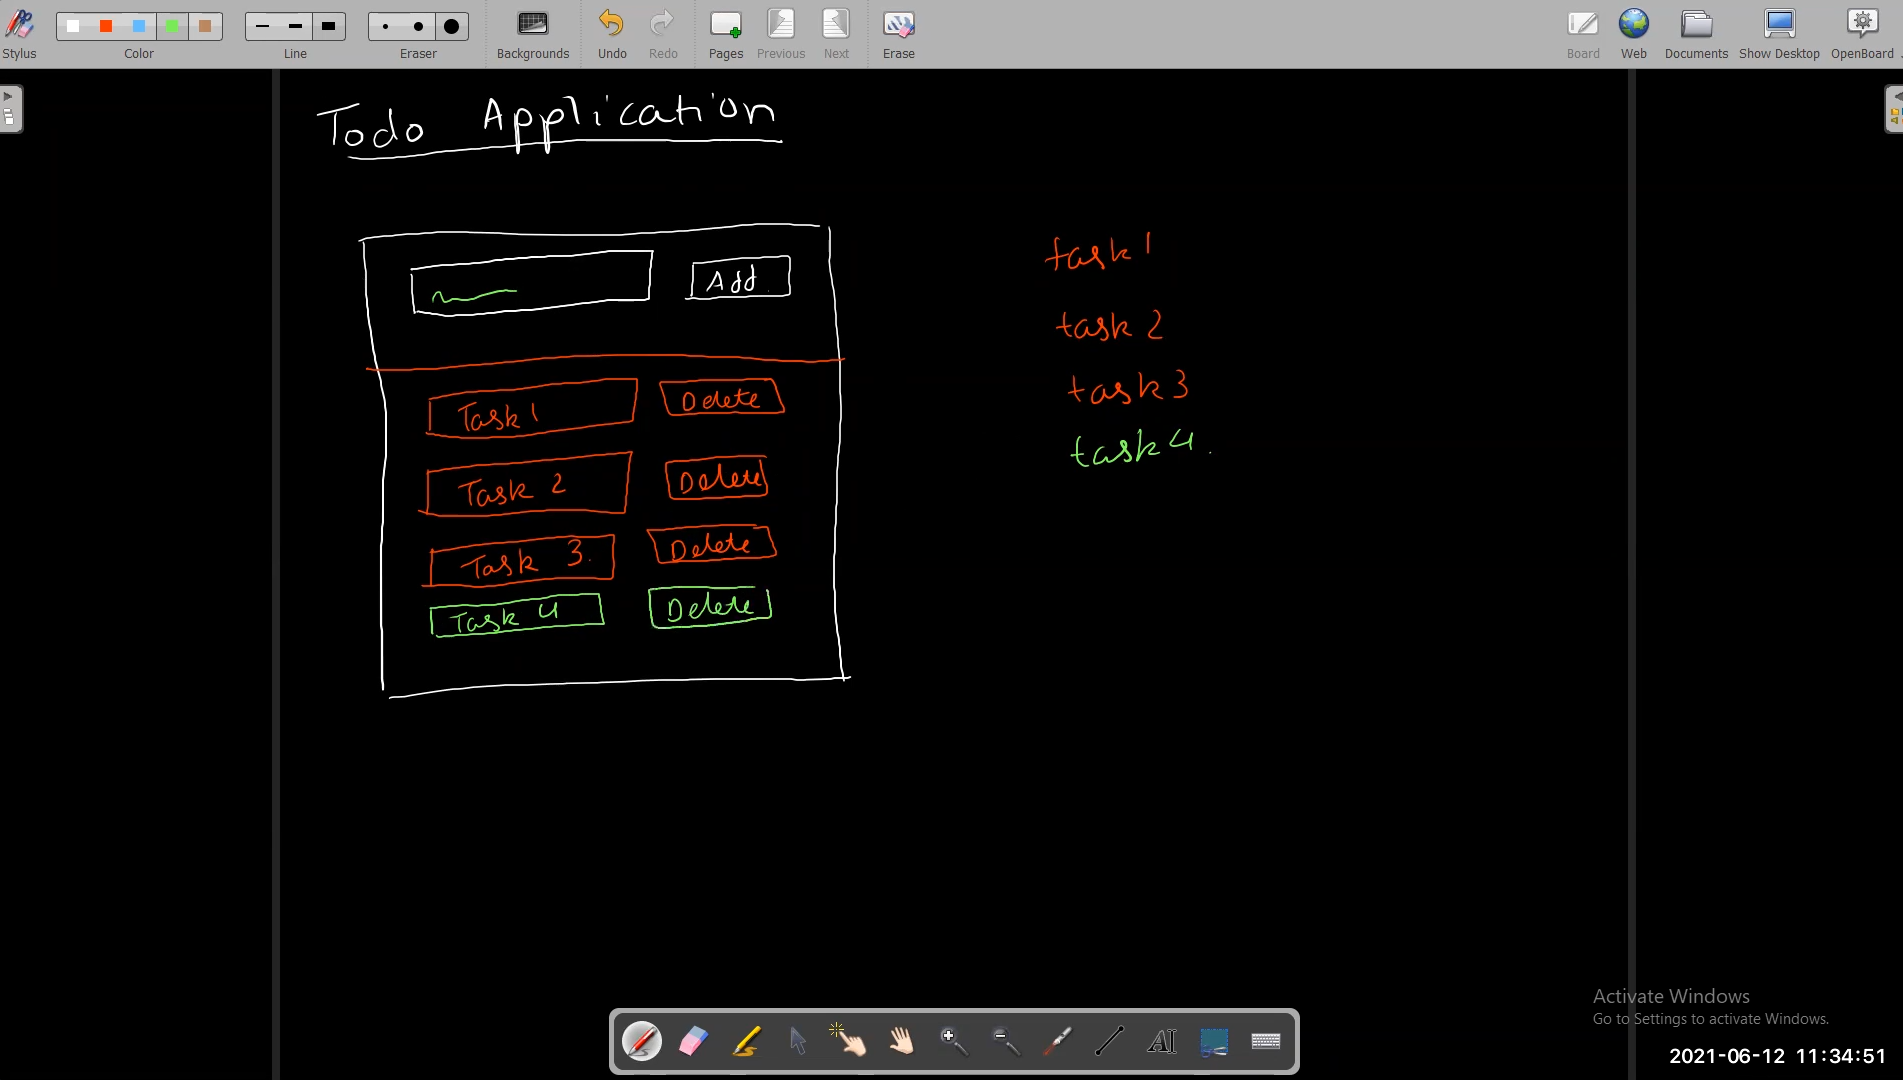 Stylus
Color
Line
Eraser
Backgrounds
Undo
Redo
Pages
Previous
Next
Erase
Board
Web
Documents
Show Desktop
OpenBoard
Todo Application
Add
Task 1 Delete
Task 2 Delete
Task 3. Delete
Task 4 Delete
task 1
task 2
task 3
task 4.
AI
Activate Windows
Go to Settings to activate Windows.
2021-06-12 11:34:51